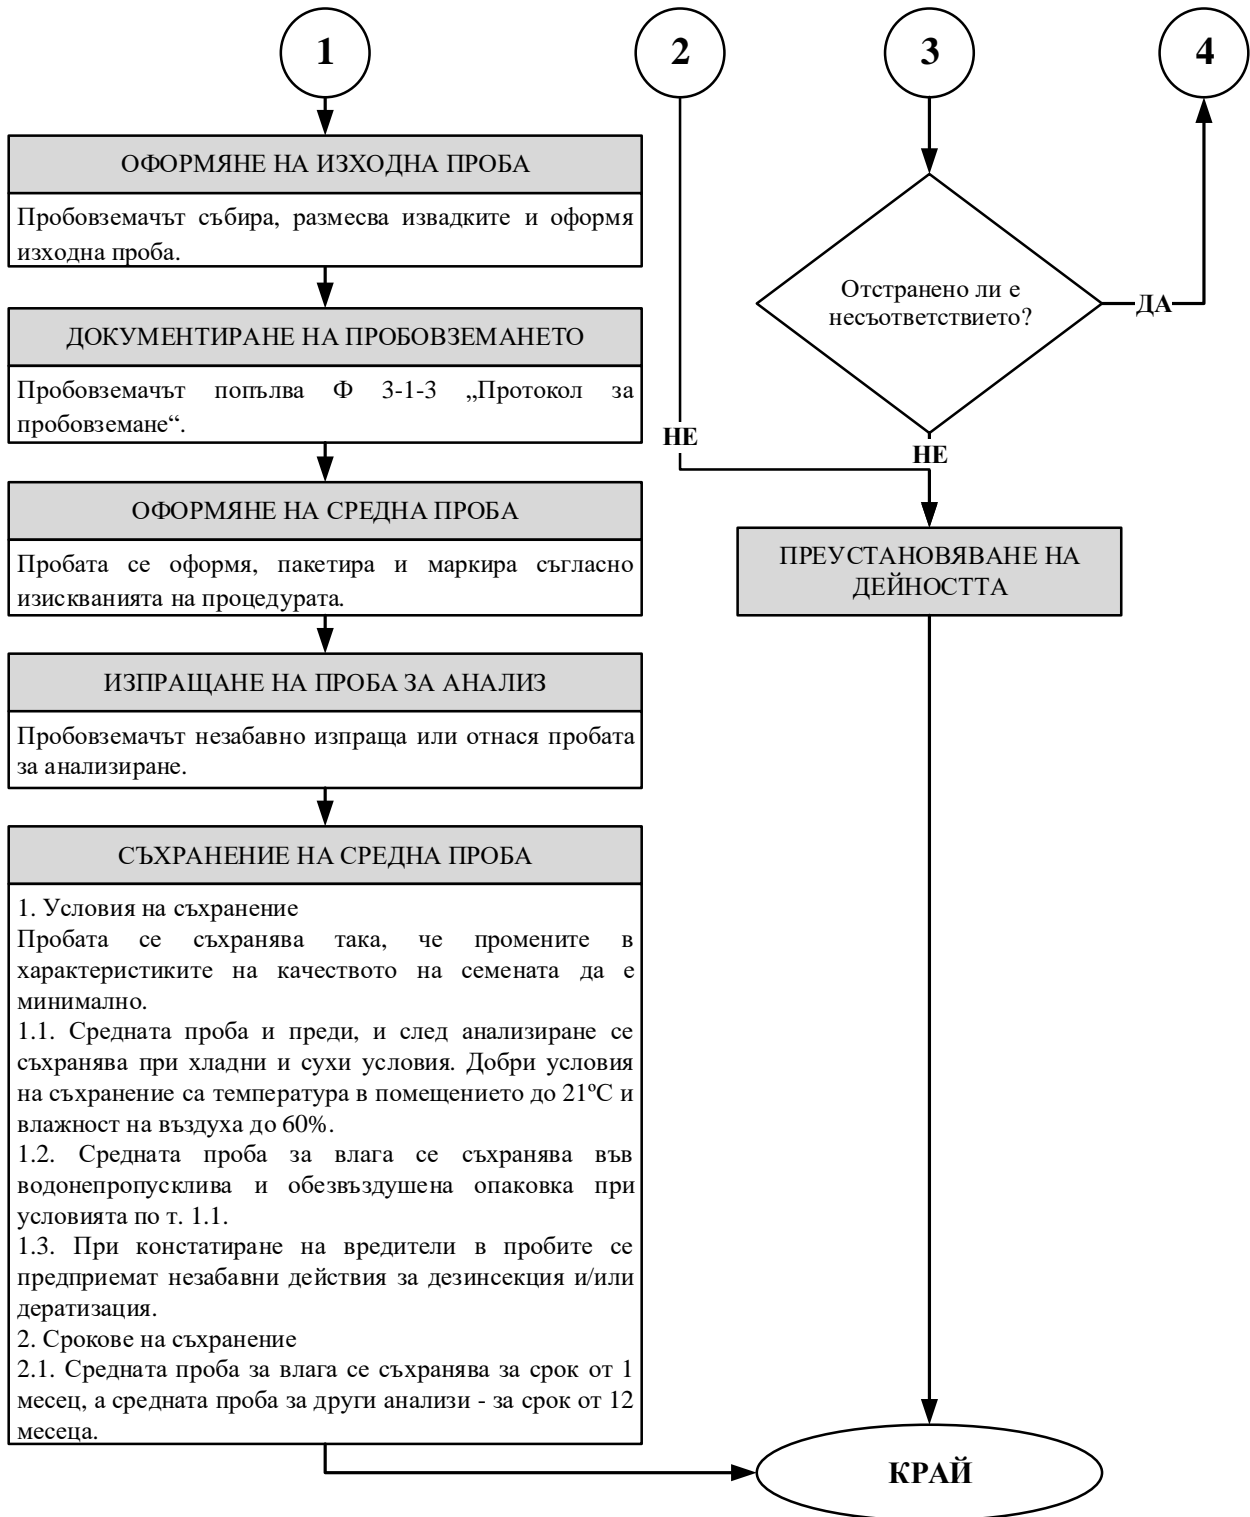 1
2
3
4
ОФОРМЯНЕ НА ИЗХОДНА ПРОБА
Пробовземачът събира, размесва извадките и оформя
изходна проба.
ДОКУМЕНТИРАНЕ НА ПРОБОВЗЕМАНЕТО
Пробовземачът попълва Ф 3-1-3 „Протокол за
пробовземане“.
ОФОРМЯНЕ НА СРЕДНА ПРОБА
Пробата се оформя, пакетира и маркира съгласно
изискванията на процедурата.
ИЗПРАЩАНЕ НА ПРОБА ЗА АНАЛИЗ
Пробовземачът незабавно изпраща или отнася пробата
за анализиране.
СЪХРАНЕНИЕ НА СРЕДНА ПРОБА
1. Условия на съхранение
Пробата се съхранява така, че промените в
характеристиките на качеството на семената да е
минимално.
1.1. Средната проба и преди, и след анализиране се
съхранява при хладни и сухи условия. Добри условия
на съхранение са температура в помещението до 21ºС и
влажност на въздуха до 60%.
1.2. Средната проба за влага се съхранява във
водонепропусклива и обезвъздушена опаковка при
условията по т. 1.1.
1.3. При констатиране на вредители в пробите се
предприемат незабавни действия за дезинсекция и/или
дератизация.
2. Срокове на съхранение
2.1. Средната проба за влага се съхранява за срок от 1
месец, а средната проба за други анализи - за срок от 12
месеца.
НЕ
Отстранено ли е
несъответствието?
ДА
НЕ
ПРЕУСТАНОВЯВАНЕ НА
ДЕЙНОСТТА
КРАЙ